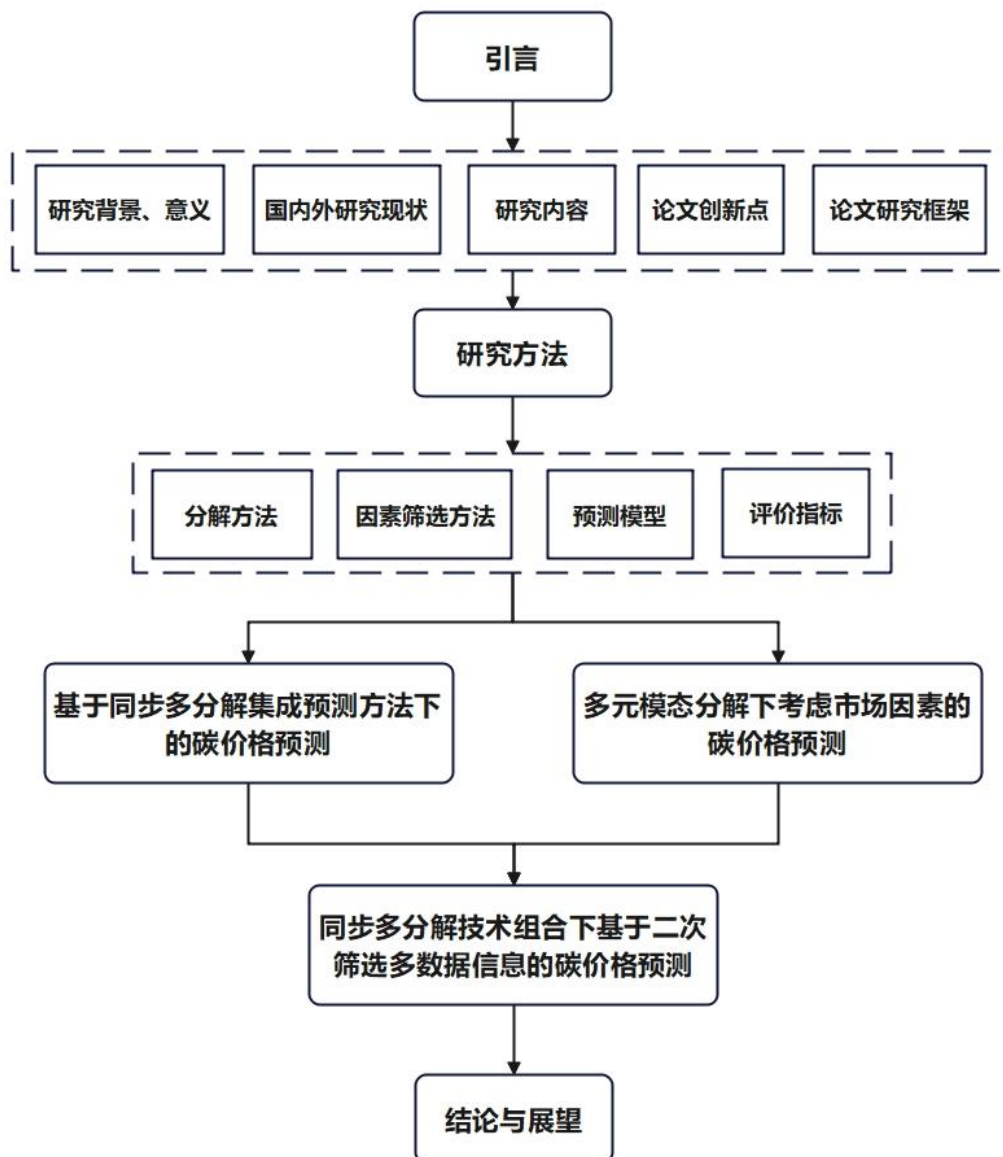 引言
研究背景、意义
国内外研究现状
研究内容
论文创新点
论文研究框架
研究方法
分解方法
因素筛选方法
预测模型
评价指标
基于同步多分解集成预测方法下
的碳价格预测
多元模态分解下考虑市场因素的
碳价格预测
同步多分解技术组合下基于二次
筛选多数据信息的碳价格预测
结论与展望